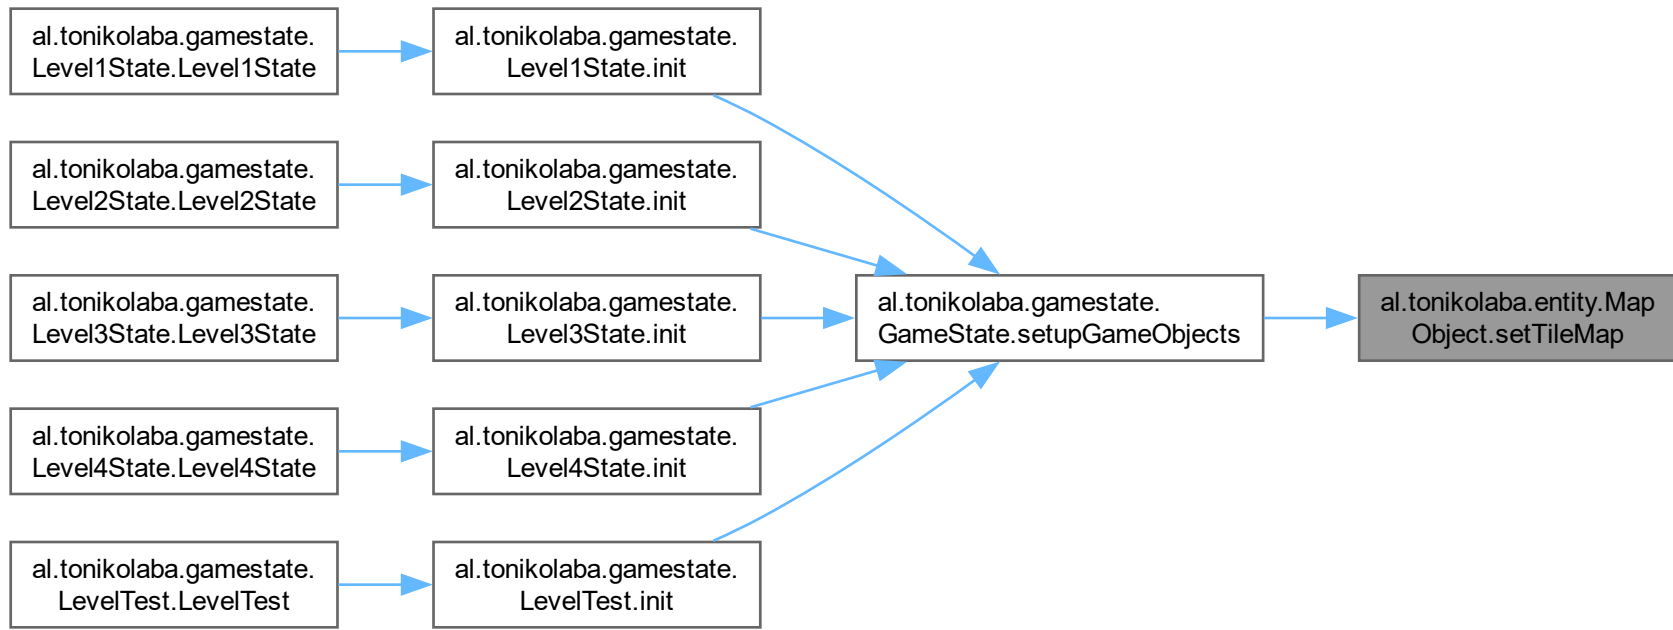 al.tonikolaba.gamestate.
Level1State.Level1State
al.tonikolaba.gamestate.
Level1State.init
al.tonikolaba.gamestate.
Level2State.Level2State
al.tonikolaba.gamestate.
Level2State.init
al.tonikolaba.gamestate.
Level3State.Level3State
al.tonikolaba.gamestate.
Level3State.init
al.tonikolaba.gamestate.
GameState.setupGameObjects
al.tonikolaba.entity.Map
Object.setTileMap
al.tonikolaba.gamestate.
Level4State.Level4State
al.tonikolaba.gamestate.
Level4State.init
al.tonikolaba.gamestate.
LevelTest.LevelTest
al.tonikolaba.gamestate.
LevelTest.init